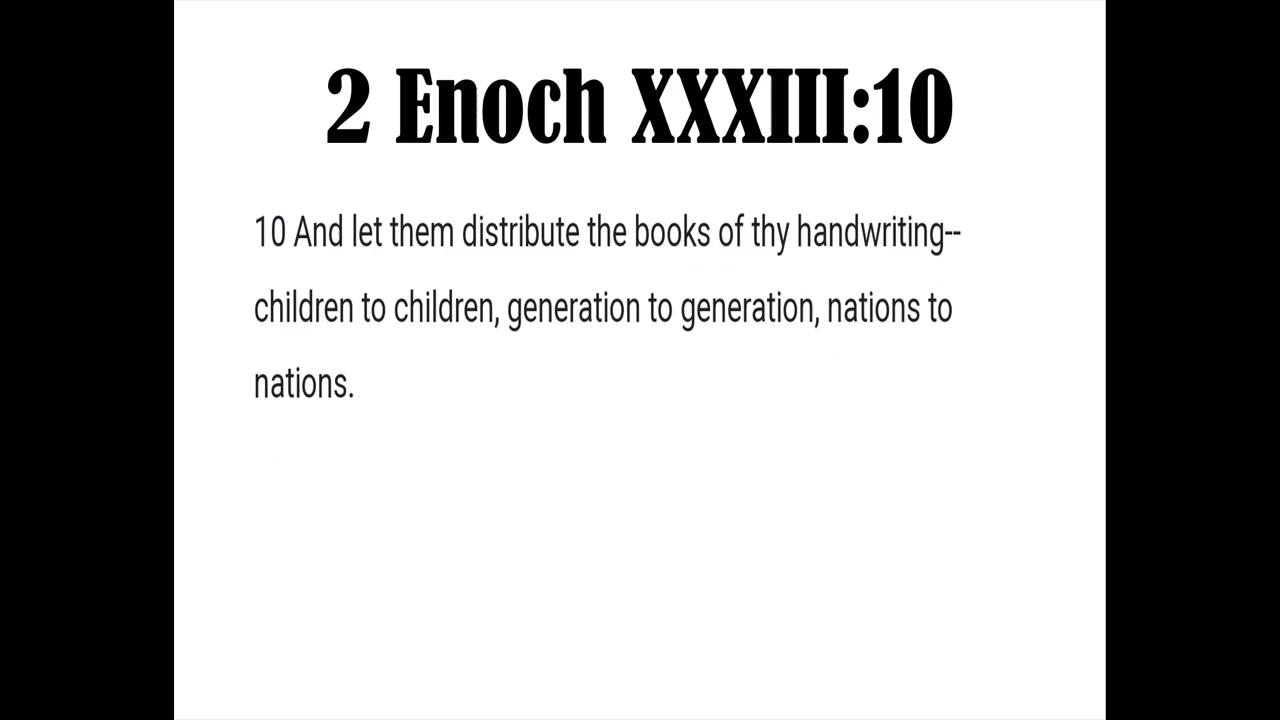 2 Enoch XXXIII:10
10 And let them distribute the books of thy handwriting--
children to children, generation to generation, nations to
nations.